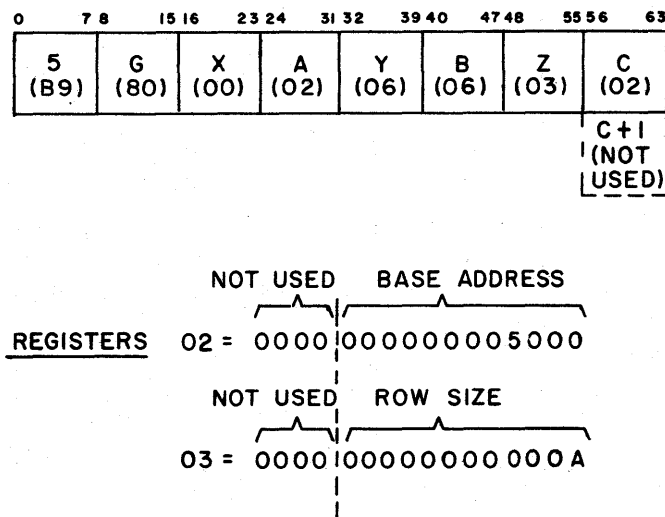 0 7 8 15 16 23 24 31 32 39 40 47 48 55 56 63
5 G X A Y B Z C
(B9) (80) (00) (02) (06) (06) (03) (02)
C+1
(NOT
USED)
NOT USED BASE ADDRESS
REGISTERS 02 = 0000 000000005000
NOT USED ROW SIZE
03 = 0000 00000000000A